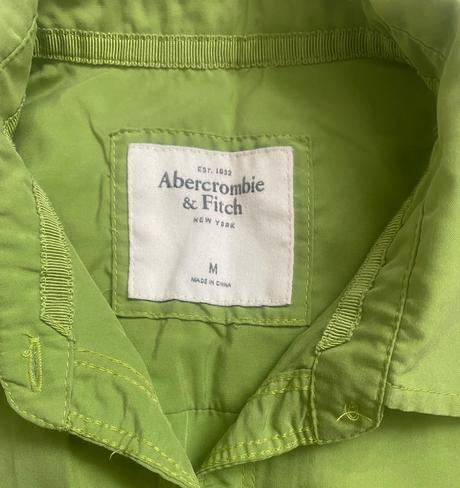 EST. 1892
Abercrombie
& Fitch
NEW YORK
M
MADE IN CHINA